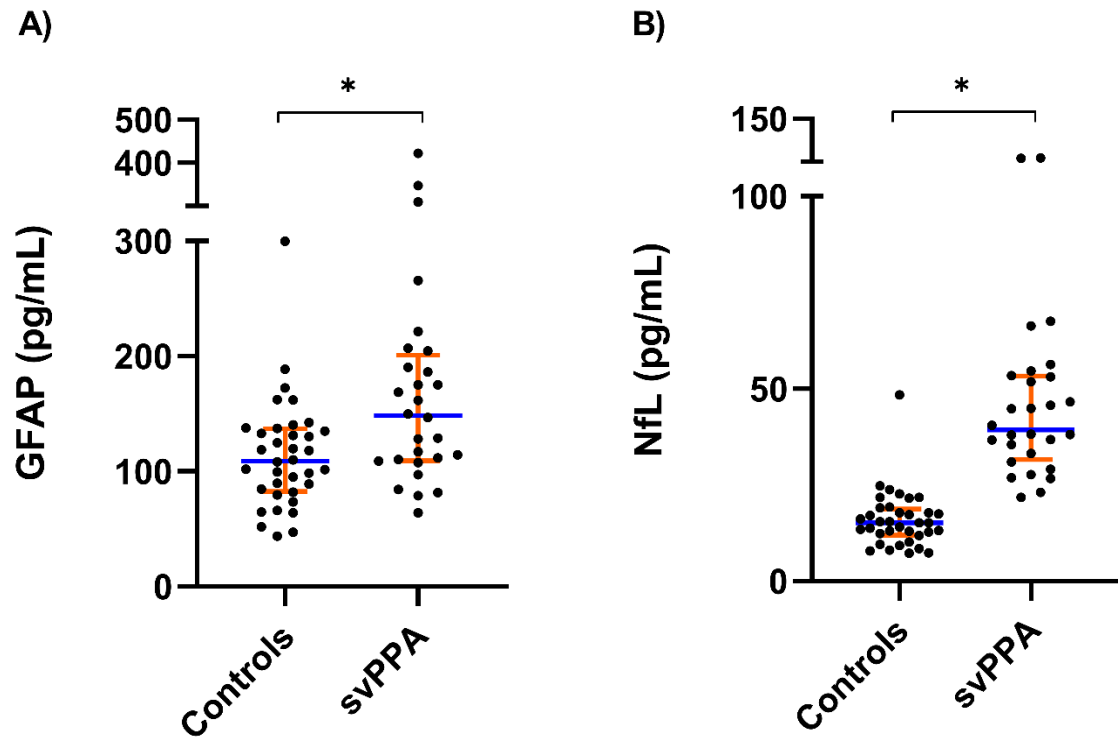 A)
*
500
400
300
200
100
0
GFAP (pg/mL)
Controls
svPPA
B)
*
150
100
50
0
NfL (pg/mL)
Controls
svPPA